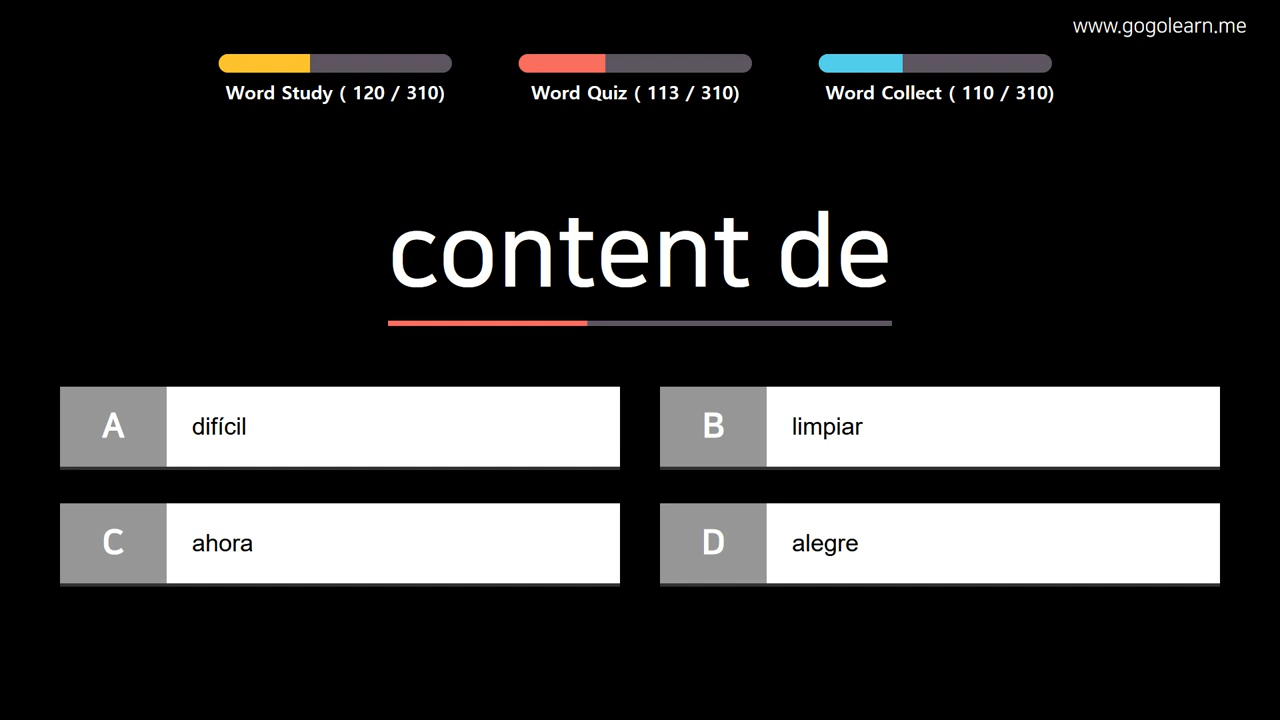 www.gogolearn.me
Word Study ( 120 / 310)
Word Quiz ( 113 / 310)
Word Collect ( 110 / 310)
content de
A difícil
B limpiar
C ahora
D alegre